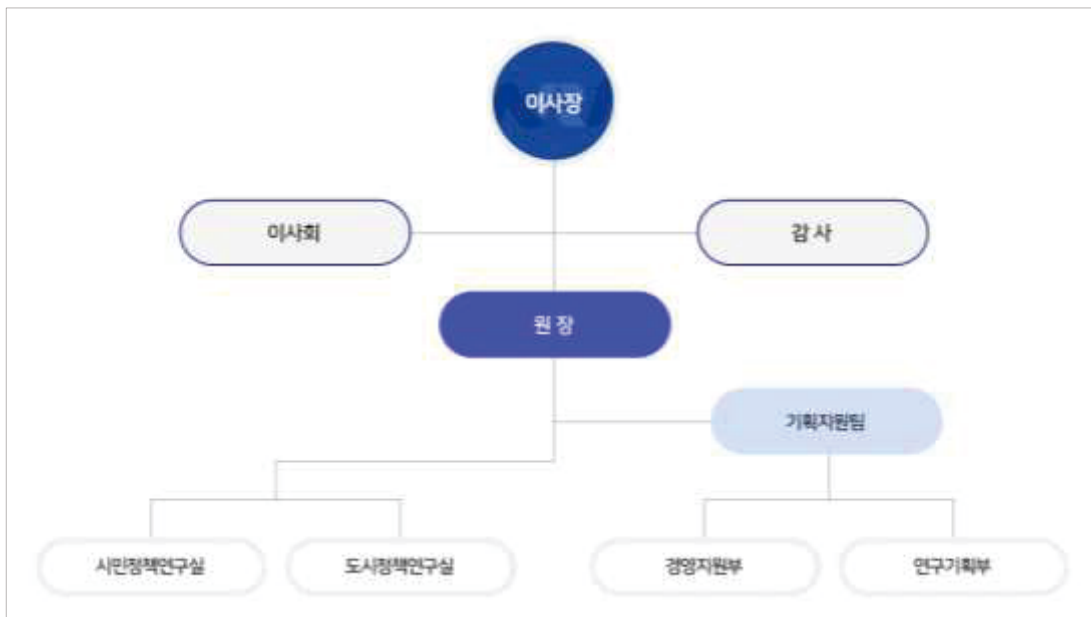 이사장
이사회
감 사
원 장
기획지원팀
시민정책연구실
도시정책연구실
경영지원부
연구기획부